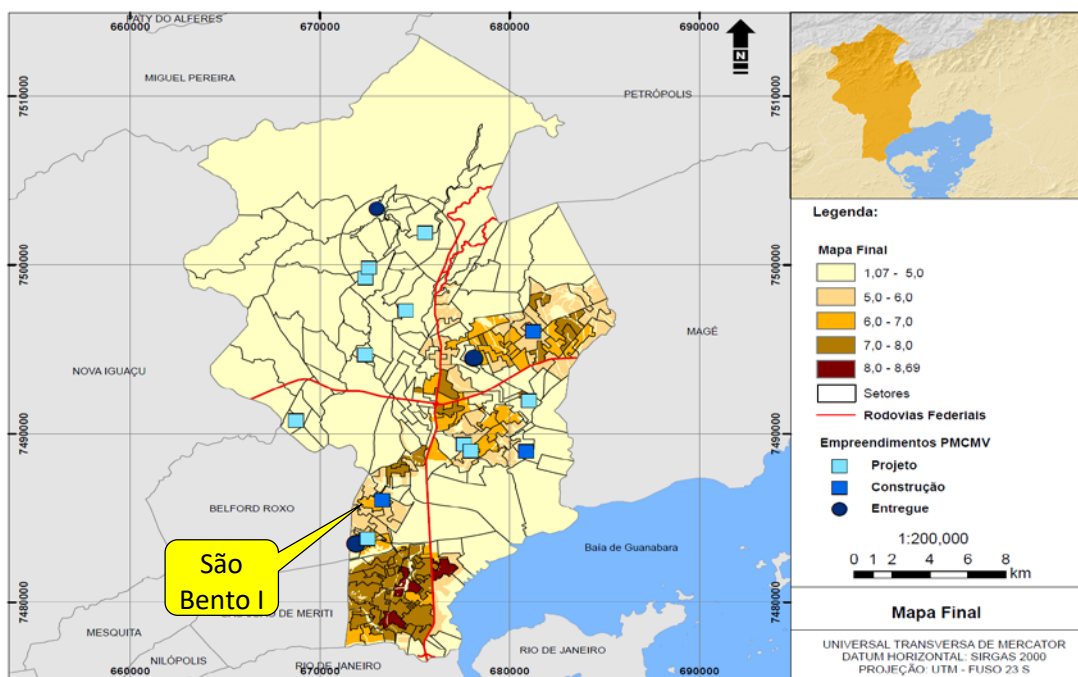 PATY DO ALFERES
660000 670000 680000 690000
MIGUEL PEREIRA
PETRÓPOLIS
7510000 7510000
7500000
MAGÉ
NOVA IGUAÇU
7490000 7490000
BELFORD ROXO
São
Bento I
Baía de Guanabara
7480000 7480000
DE MERITI
MESQUITA
NILÓPOLIS
RIO DE JANEIRO
RIO DE JANEIRO
660000 670000 680000 690000
N
Legenda:
Mapa Final
1,07 - 5,0
5,0 - 6,0
6,0 - 7,0
7,0 - 8,0
8,0 - 8,69
Setores
Rodovias Federiais
Empreendimentos PMCMV
Projeto
Construção
Entregue
1:200,000
0 1 2 4 6 8
km
Mapa Final
UNIVERSAL TRANSVERSA DE MERCATOR
DATUM HORIZONTAL: SIRGAS 2000
PROJEÇÃO: UTM - FUSO 23 S